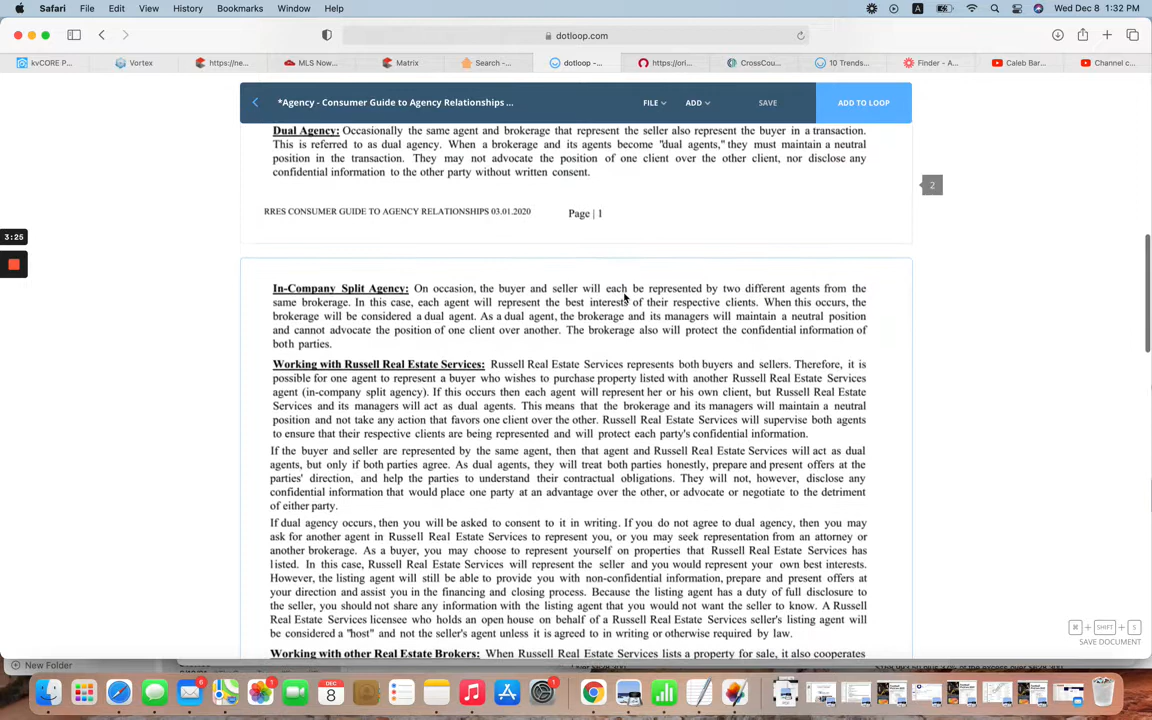 Safari File Edit View History Bookmarks Window Help
A
Wed Dec 8 1:32 PM
dotloop.com
kvCORE P...
Vortex
https://ne...
MLS Now...
Matrix
Search -...
dotloop -...
https://ori...
CrossCou...
10 Trends...
Finder - A...
Caleb Bar...
Channel c...
*Agency - Consumer Guide to Agency Relationships ...
FILE
ADD
SAVE
ADD TO LOOP
Dual Agency: Occasionally the same agent and brokerage that represent the seller also represent the buyer in a transaction.
This is referred to as dual agency. When a brokerage and its agents become "dual agents," they must maintain a neutral
position in the transaction. They may not advocate the position of one client over the other client, nor disclose any
confidential information to the other party without written consent.
2
RRES CONSUMER GUIDE TO AGENCY RELATIONSHIPS 03.01.2020
Page | 1
3:25
In-Company Split Agency: On occasion, the buyer and seller will each be represented by two different agents from the
same brokerage. In this case, each agent will represent the best interests of their respective clients. When this occurs, the
brokerage will be considered a dual agent. As a dual agent, the brokerage and its managers will maintain a neutral position
and cannot advocate the position of one client over another. The brokerage also will protect the confidential information of
both parties.
Working with Russell Real Estate Services: Russell Real Estate Services represents both buyers and sellers. Therefore, it is
possible for one agent to represent a buyer who wishes to purchase property listed with another Russell Real Estate Services
agent (in-company split agency). If this occurs then each agent will represent her or his own client, but Russell Real Estate
Services and its managers will act as dual agents. This means that the brokerage and its managers will maintain a neutral
position and not take any action that favors one client over the other. Russell Real Estate Services will supervise both agents
to ensure that their respective clients are being represented and will protect each party's confidential information.
If the buyer and seller are represented by the same agent, then that agent and Russell Real Estate Services will act as dual
agents, but only if both parties agree. As dual agents, they will treat both parties honestly, prepare and present offers at the
parties' direction, and help the parties to understand their contractual obligations. They will not, however, disclose any
confidential information that would place one party at an advantage over the other, or advocate or negotiate to the detriment
of either party.
If dual agency occurs, then you will be asked to consent to it in writing. If you do not agree to dual agency, then you may
ask for another agent in Russell Real Estate Services to represent you, or you may seek representation from an attorney or
another brokerage. As a buyer, you may choose to represent yourself on properties that Russell Real Estate Services has
listed. In this case, Russell Real Estate Services will represent the seller and you would represent your own best interests.
However, the listing agent will still be able to provide you with non-confidential information, prepare and present offers at
your direction and assist you in the financing and closing process. Because the listing agent has a duty of full disclosure to
the seller, you should not share any information with the listing agent that you would not want the seller to know. A Russell
Real Estate Services licensee who holds an open house on behalf of a Russell Real Estate Services' seller's listing agent will
be considered a "host" and not the seller's agent unless it is agreed to in writing or otherwise required by law.
Working with other Real Estate Brokers: When Russell Real Estate Services lists a property for sale, it also cooperates
⌘ + SHIFT + S
SAVE DOCUMENT
New Folder
DEC
8
6
1
1